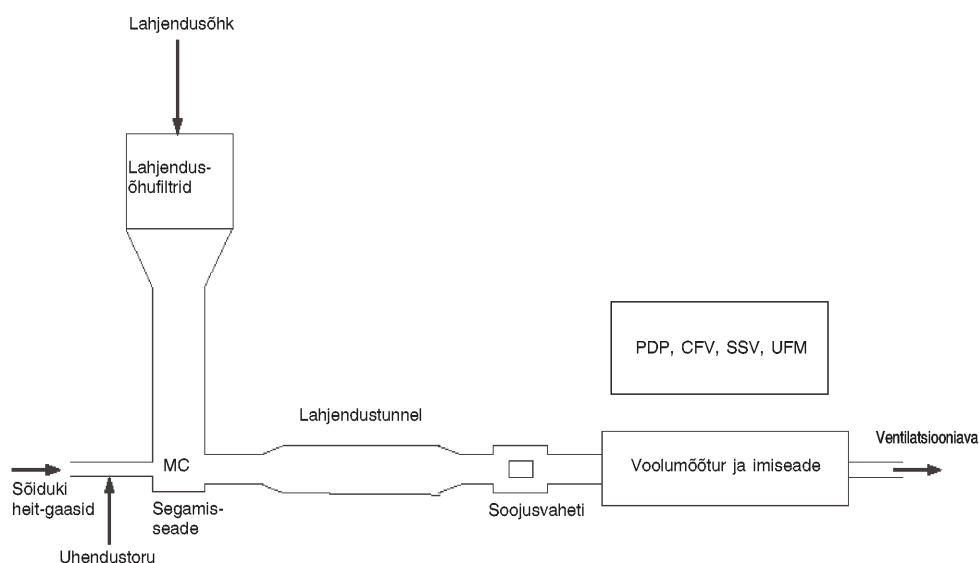 Lahjendusõhk
Lahjendus-
õhufiltrid
PDP, CFV, SSV, UFM
Lahjendustunnel
Ventilatsiooniava
MC
Voolumõõtur ja imiseade
Sõiduki
heit-gaasid
Segamis-
seade
Soojusvaheti
Uhendustoru